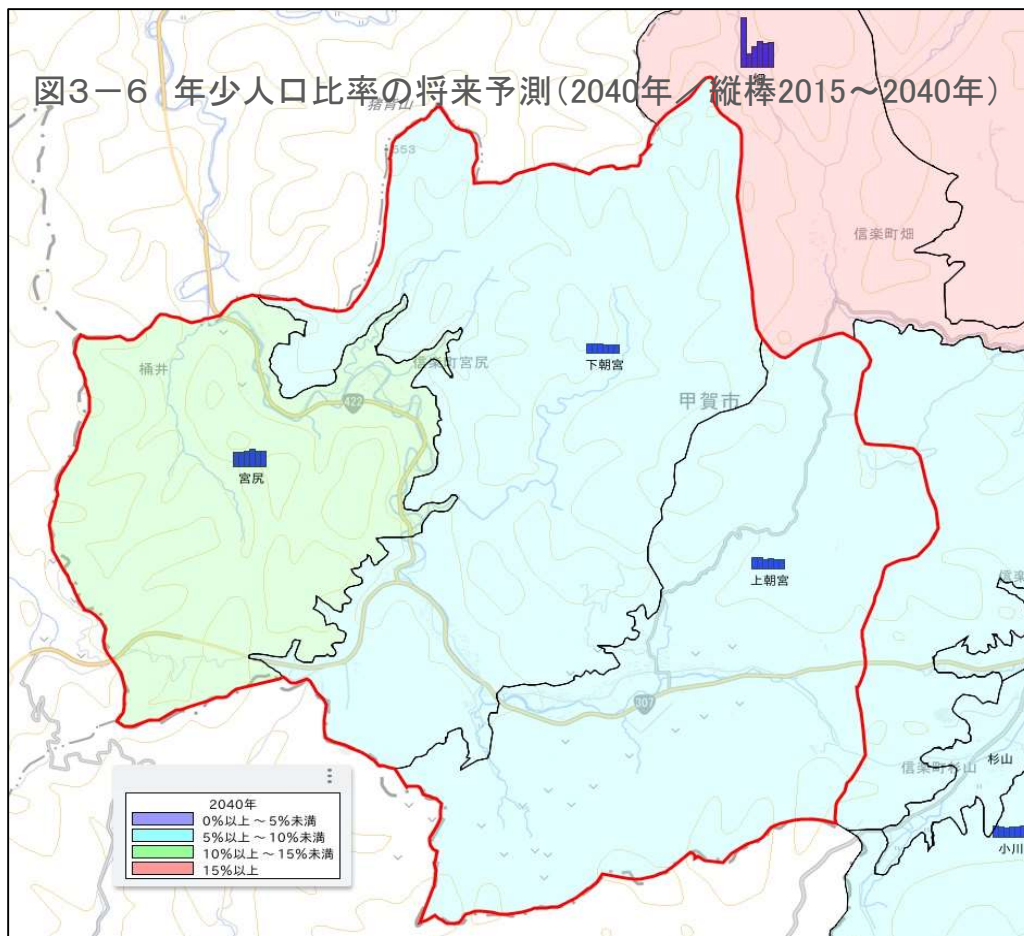 図3-6 年少人口比率の将来予測(2040年/縦棒2015~2040年)
畑
猪背山
553
信楽町畑
桶井
信楽町宮尻
下朝宮
422
甲賀市
宮尻
上朝宮
307
信楽町杉山
杉山
小川
2040年
0%以上 ~ 5%未満
5%以上 ~ 10%未満
10%以上 ~ 15%未満
15%以上